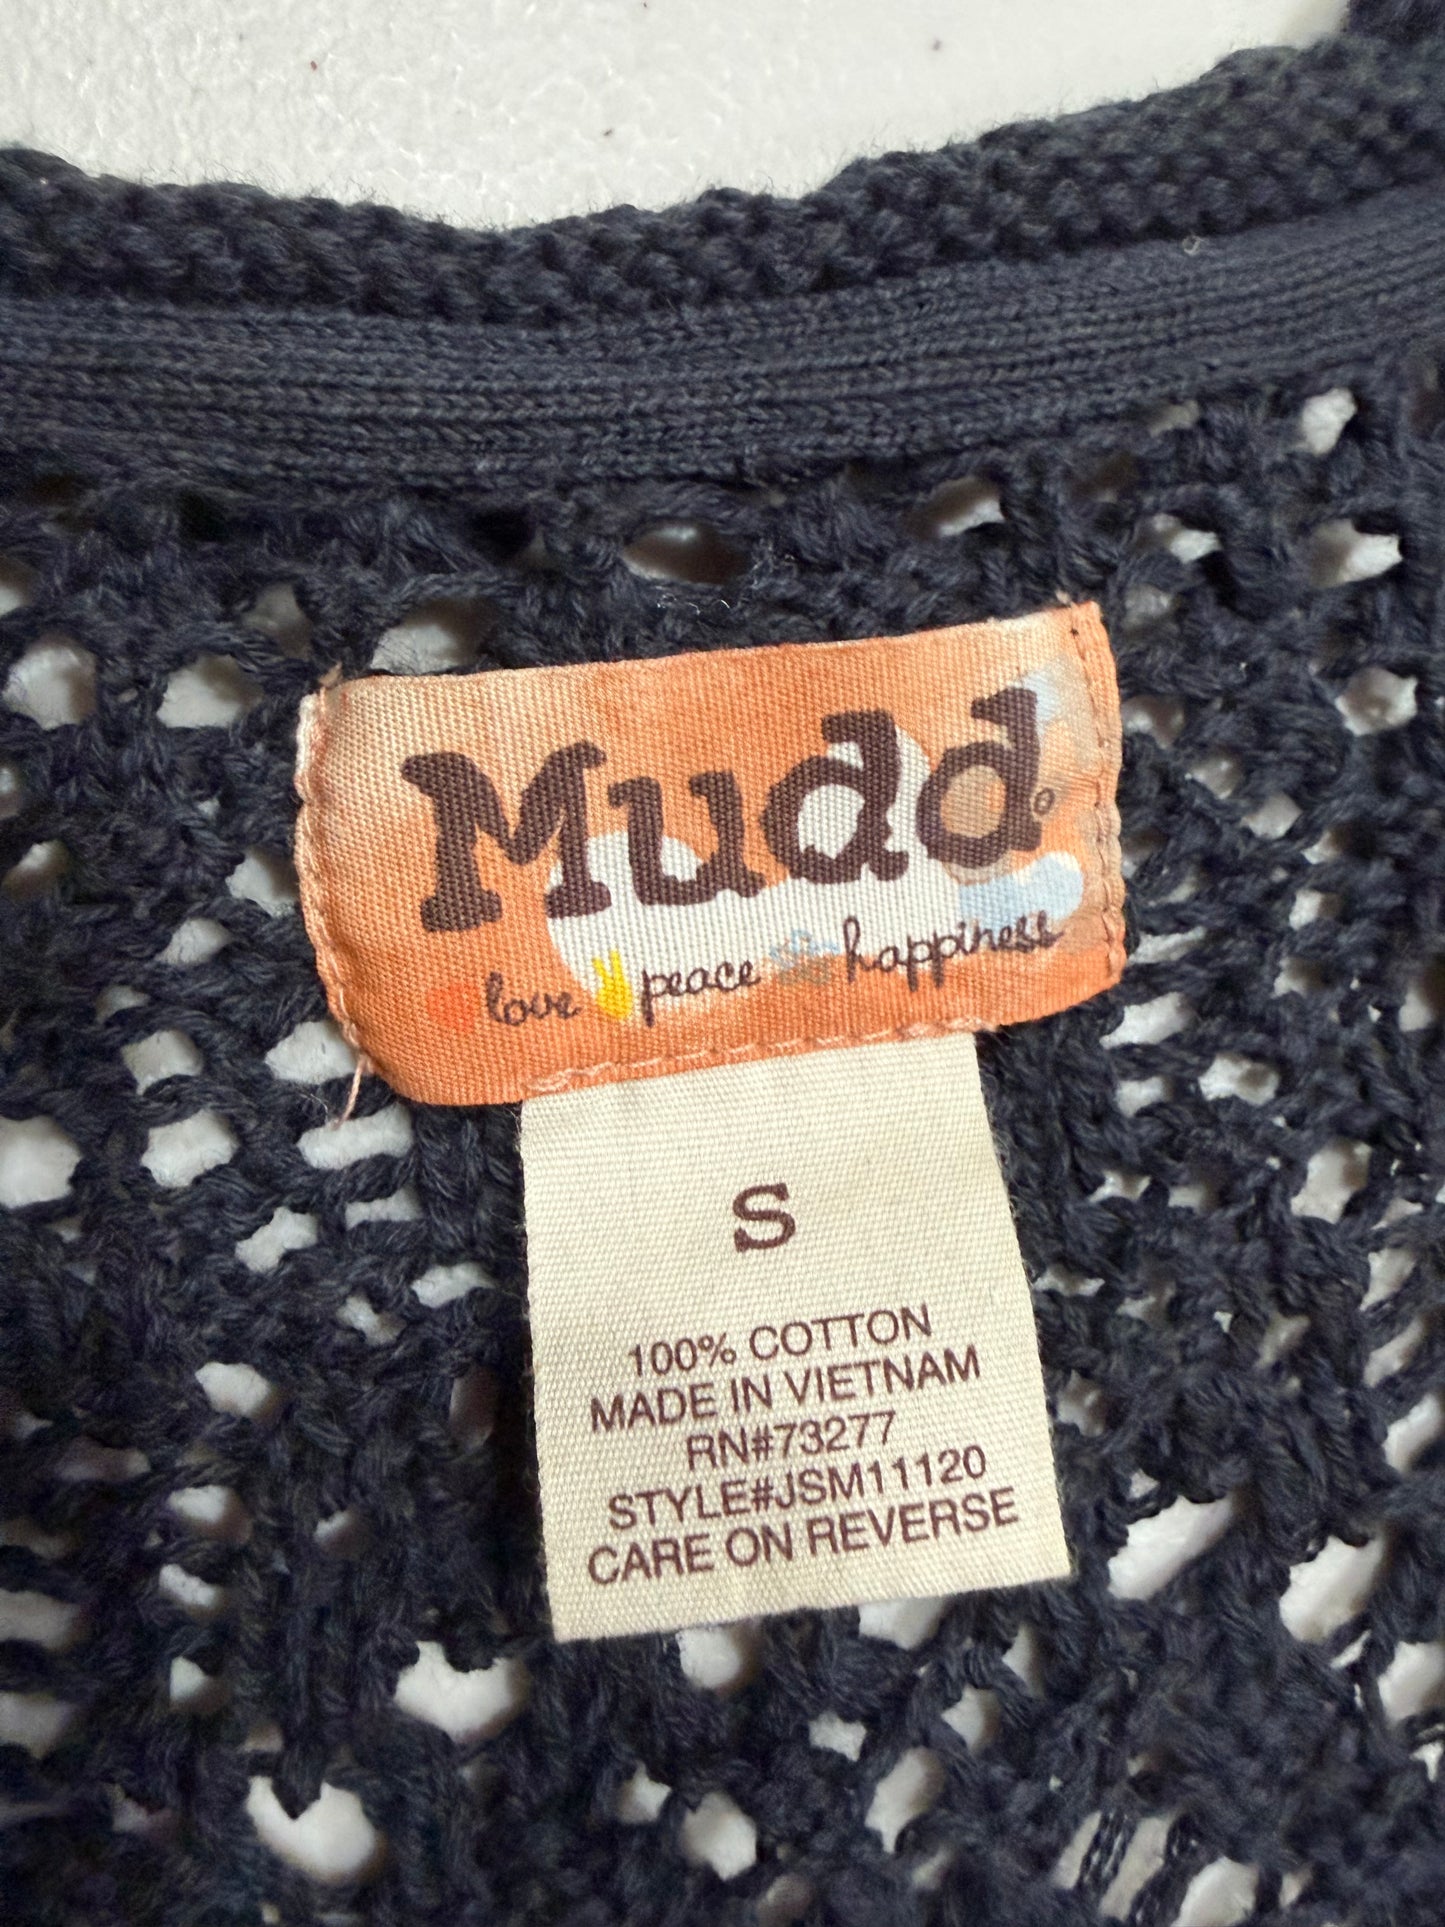 Mudd
love peace happiness
S
100% COTTON
MADE IN VIETNAM
RN#73277
STYLE#JSM11120
CARE ON REVERSE